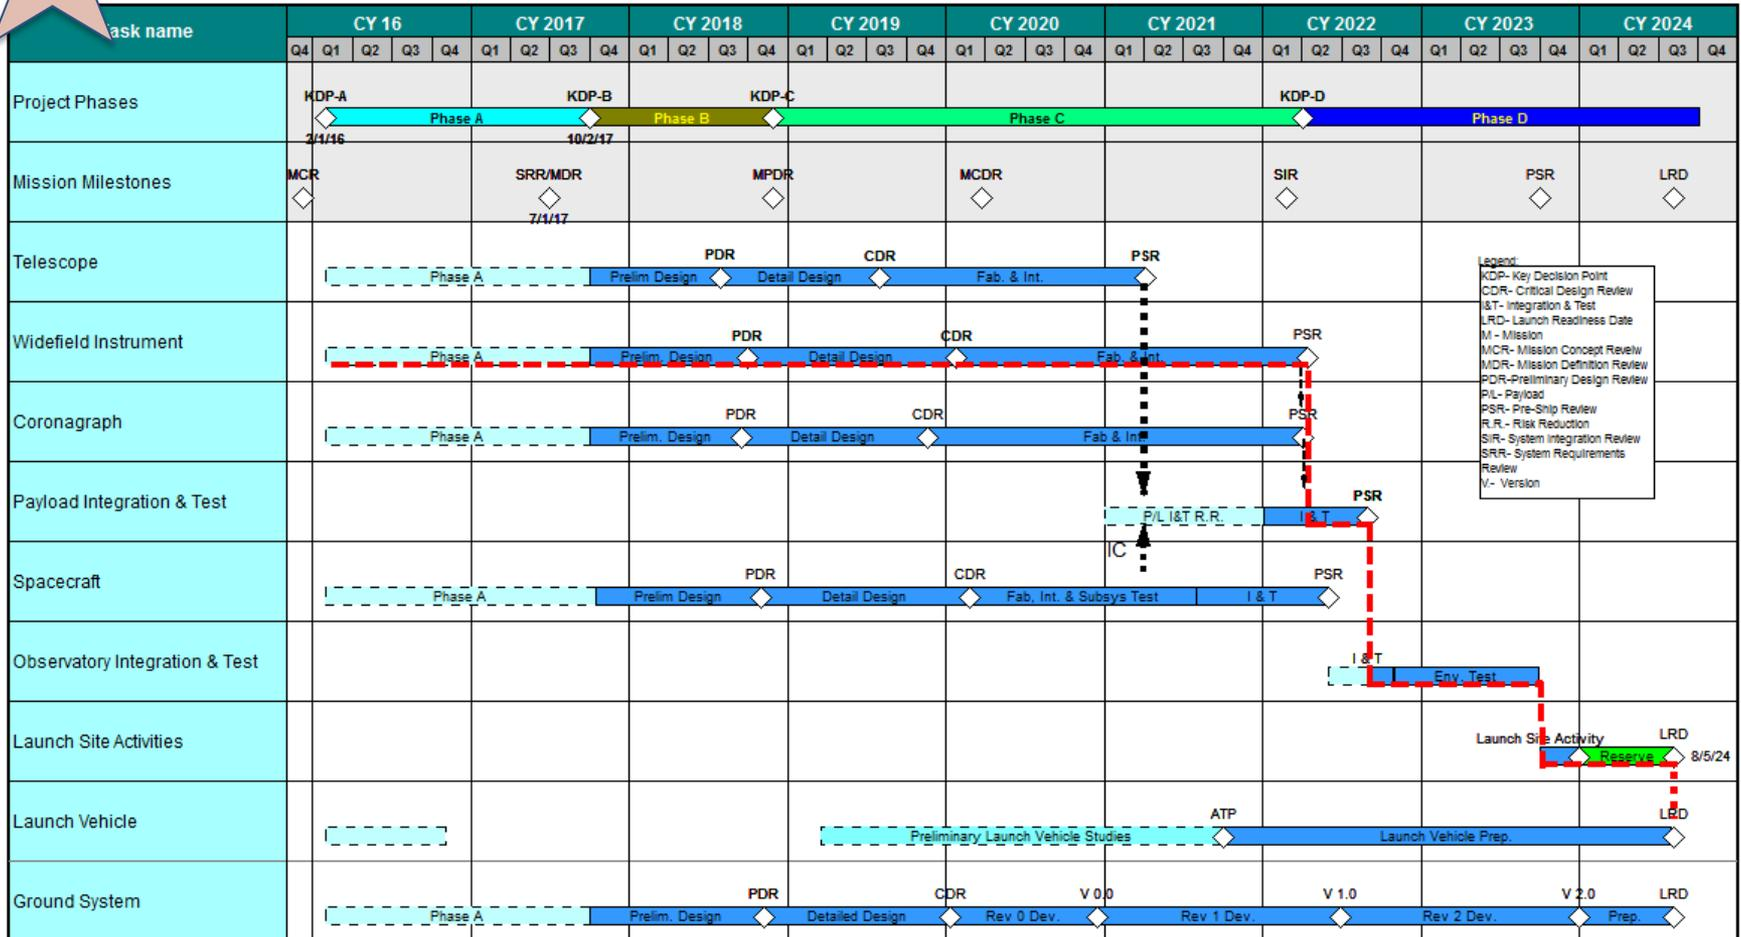 ask name CY 16 CY 2017 CY 2018 CY 2019 CY 2020 CY 2021 CY 2022 CY 2023 CY 2024
Q4 Q1 Q2 Q3 Q4 Q1 Q2 Q3 Q4 Q1 Q2 Q3 Q4 Q1 Q2 Q3 Q4 Q1 Q2 Q3 Q4 Q1 Q2 Q3 Q4 Q1 Q2 Q3 Q4 Q1 Q2 Q3 Q4 Q1 Q2 Q3 Q4
KDP-A KDP-B KDP-C KDP-D
Project Phases Phase A Phase B Phase C Phase D
2/1/16 10/2/17
MCR SRR/MDR MPDR MCDR SIR PSR LRD
Mission Milestones
7/1/17
PDR CDR PSR
Telescope Phase A Prelim Design Detail Design Fab. & Int.
Legend:
KDP- Key Decision Point
CDR- Critical Design Review
I&T- Integration & Test
LRD- Launch Readiness Date
M - Mission
MCR- Mission Concept Reveiw
MDR- Mission Definition Review
PDR-Preliminary Design Review
P/L- Payload
PSR- Pre-Ship Review
R.R.- Risk Reduction
SIR- System Integration Review
SRR- System Requirements
Review
V.- Version
PDR CDR PSR
Widefield Instrument Phase A Prelim. Design Detail Design Fab. & Int.
PDR CDR PSR
Coronagraph Phase A Prelim. Design Detail Design Fab & Int.
PSR
Payload Integration & Test P/L I&T R.R. I & T
IC
PDR CDR PSR
Spacecraft Phase A Prelim Design Detail Design Fab, Int. & Subsys Test I & T
I & T
Observatory Integration & Test Env. Test
Launch Site Activity LRD
Launch Site Activities Reserve 8/5/24
ATP LRD
Launch Vehicle Preliminary Launch Vehicle Studies Launch Vehicle Prep.
PDR CDR V 0.0 V 1.0 V 2.0 LRD
Ground System Phase A Prelim. Design Detailed Design Rev 0 Dev. Rev 1 Dev. Rev 2 Dev. Prep.